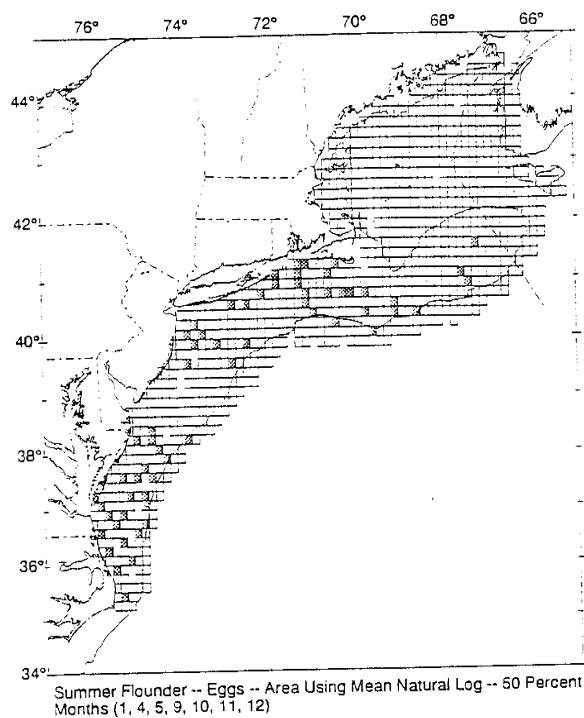 76° 74° 72° 70° 68° 66°
44°
42°
40°
38°
36°
34°
Summer Flounder -- Eggs -- Area Using Mean Natural Log -- 50 Percent
Months (1, 4, 5, 9, 10, 11, 12)